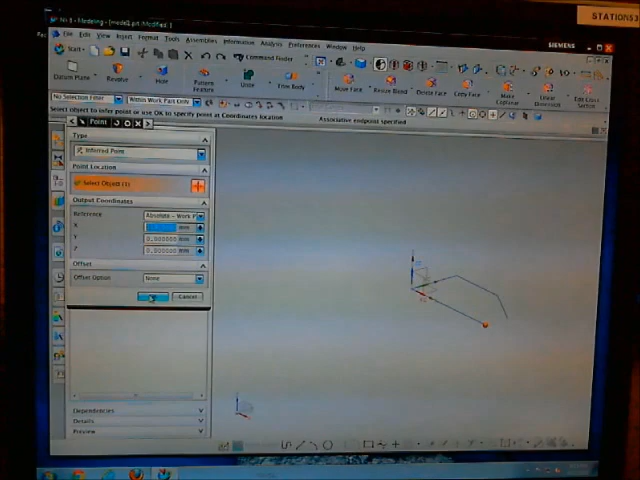 STATION53
NX 8 - Modeling - [model1.prt (Modified) ]
File Edit View Insert Format Tools Assemblies Information Analysis Preferences Window Help
SIEMENS
Start
Command Finder
Datum Plane Revolve Hole Pattern Feature Unite Trim Body Move Face Resize Blend Delete Face Copy Face Make Coplanar Linear Dimension Edit Cross Section
No Selection Filter Within Work Part Only
Select object to infer point or use OK to specify point at Coordinates location
Associative endpoint specified
Point
Type
Inferred Point
Point Location
Select Object (1)
Output Coordinates
Reference Absolute - Work P
X mm
Y 0.000000 mm
Z 0.000000 mm
Offset
Offset Option None
Cancel
Dependencies
Details
Preview